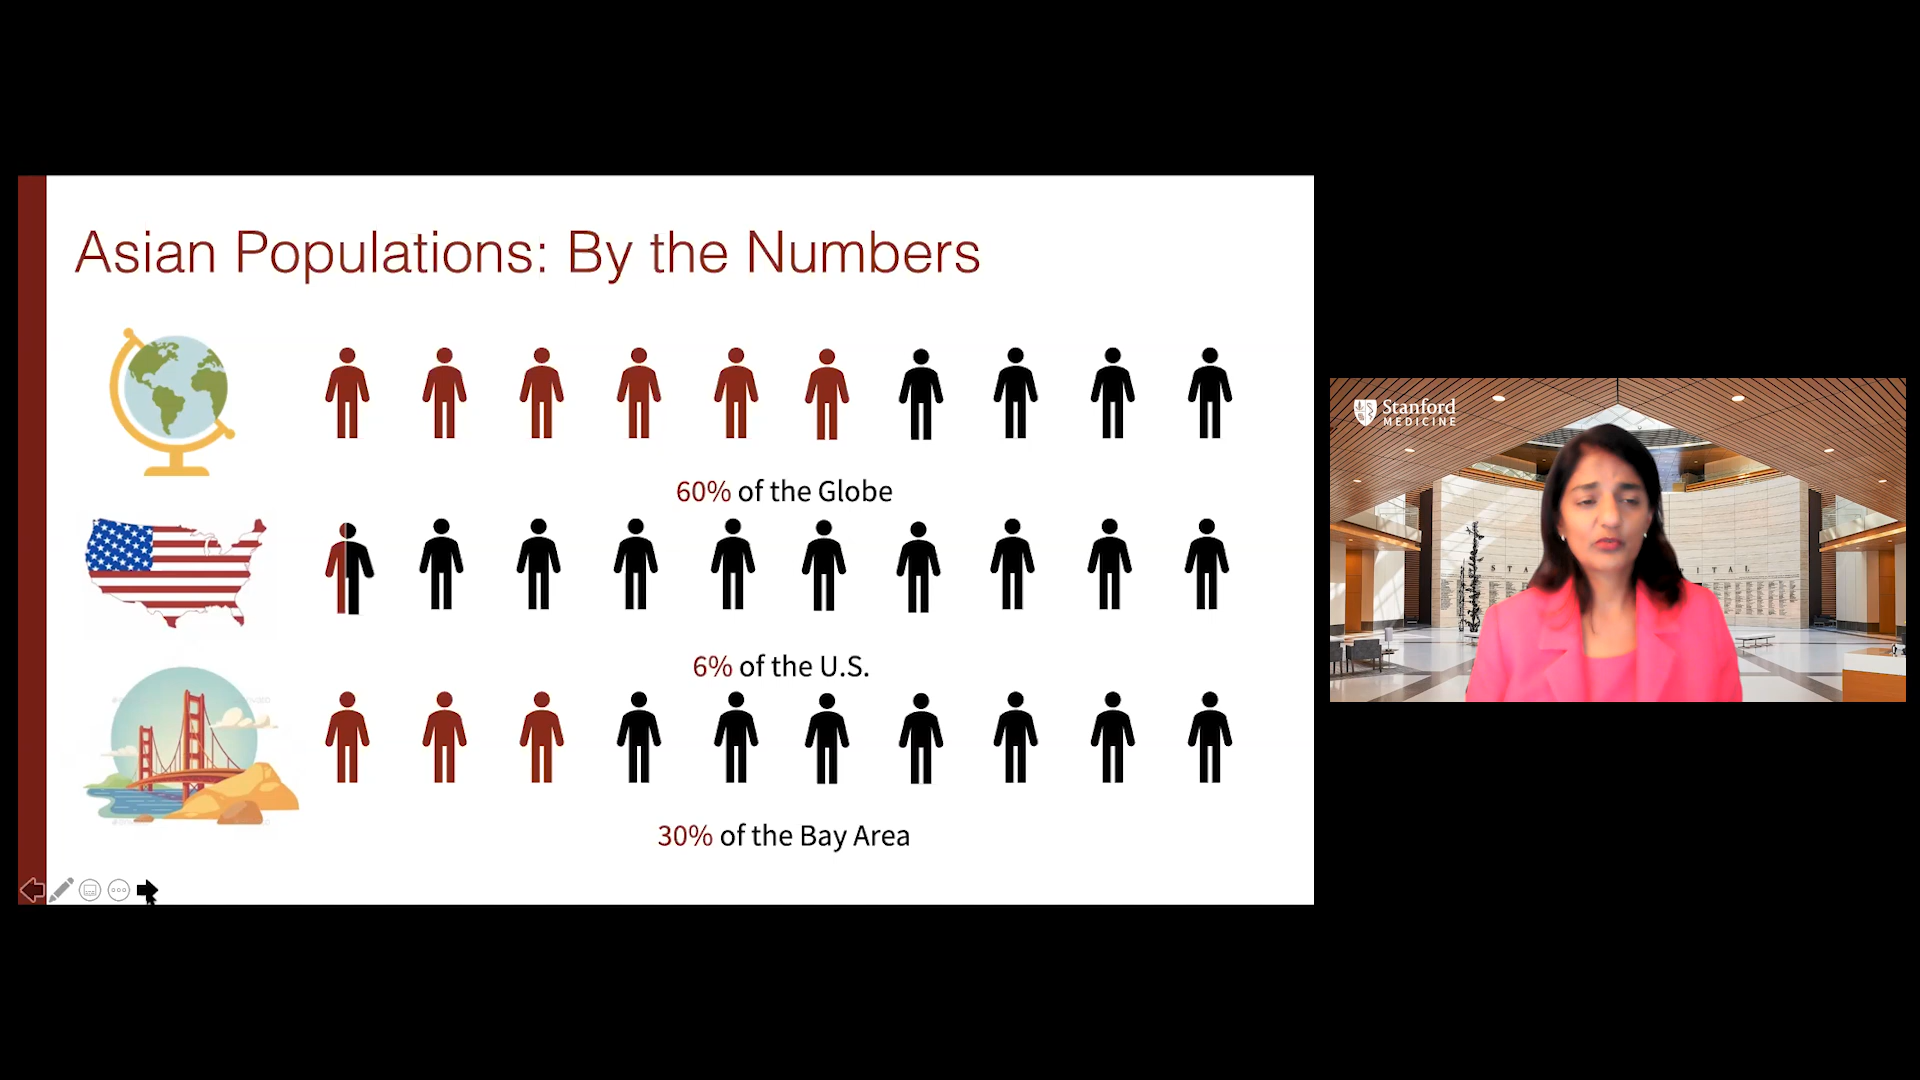 Asian Populations: By the Numbers
60% of the Globe
6% of the U.S.
30% of the Bay Area
Stanford
MEDICINE